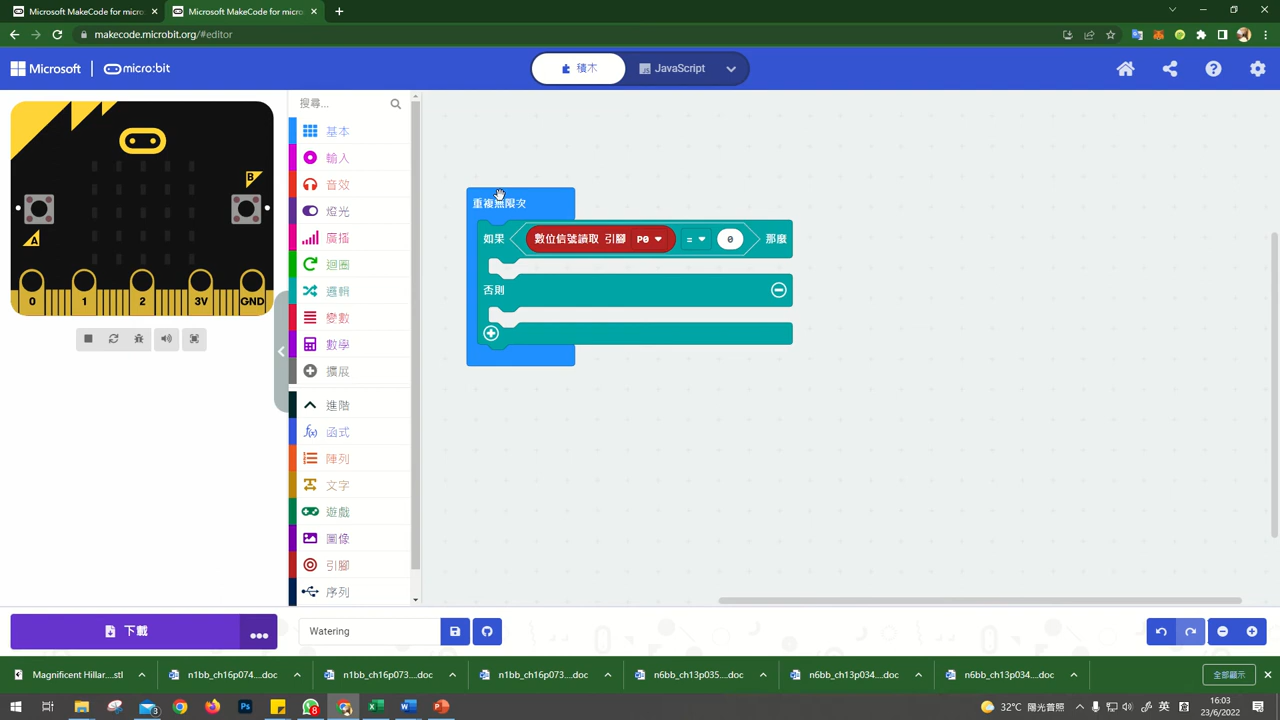 Microsoft MakeCode for micro
Microsoft MakeCode for micro
makecode.microbit.org/#editor
Microsoft
micro:bit
積木
JavaScript
搜尋...
基本
輸入
音效
燈光
廣播
迴圈
邏輯
變數
數學
擴展
進階
函式
陣列
文字
遊戲
圖像
引腳
序列
A
B
0
1
2
3V
GND
重複無限次
如果
數位信號讀取 引腳 P0
=
0
那麼
否則
下載
Watering
Magnificent Hillar....stl
n1bb_ch16p074....doc
n1bb_ch16p073....doc
n1bb_ch16p073....doc
n6bb_ch13p035....doc
n6bb_ch13p034....doc
n6bb_ch13p034....doc
全部顯示
3
8
32°C 陽光普照
英
16:03
23/6/2022